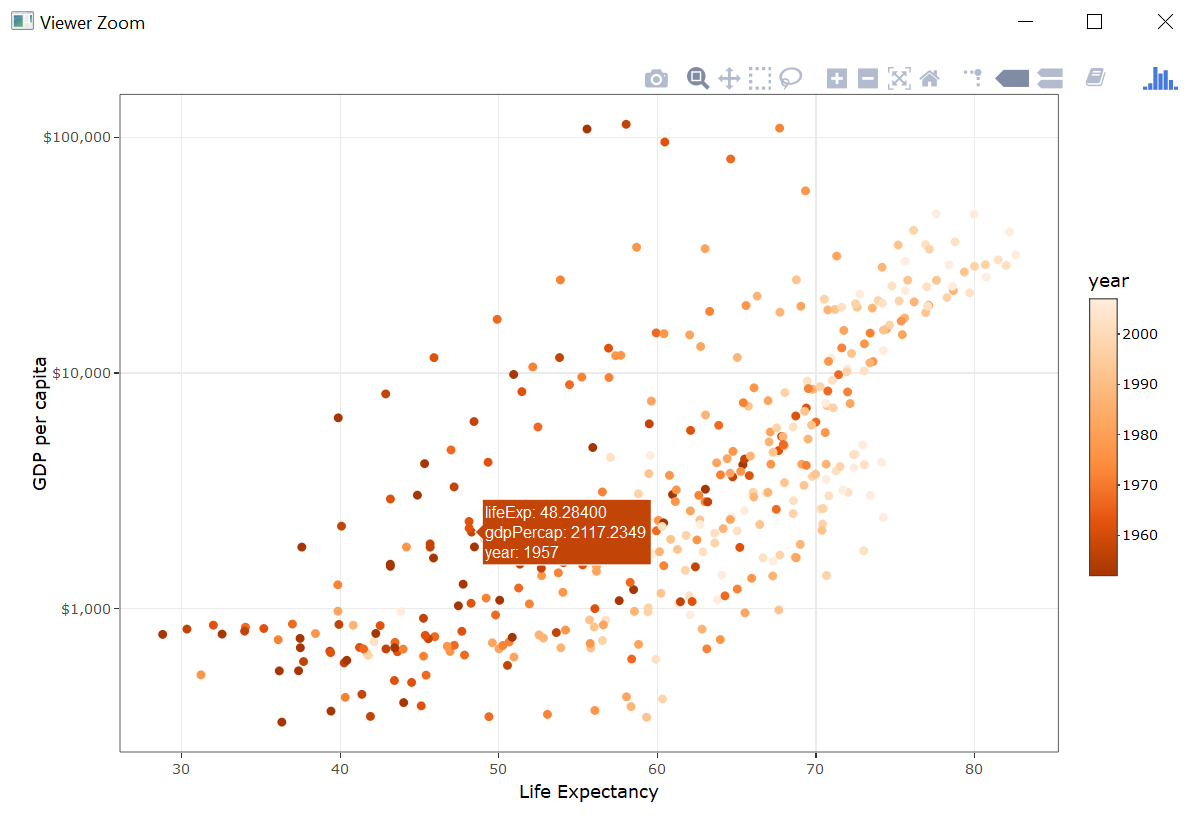 Viewer Zoom
$100,000
$10,000
$1,000
GDP per capita
lifeExp: 48.28400
gdpPercap: 2117.2349
year: 1957
30 40 50 60 70 80
Life Expectancy
year
2000
1990
1980
1970
1960